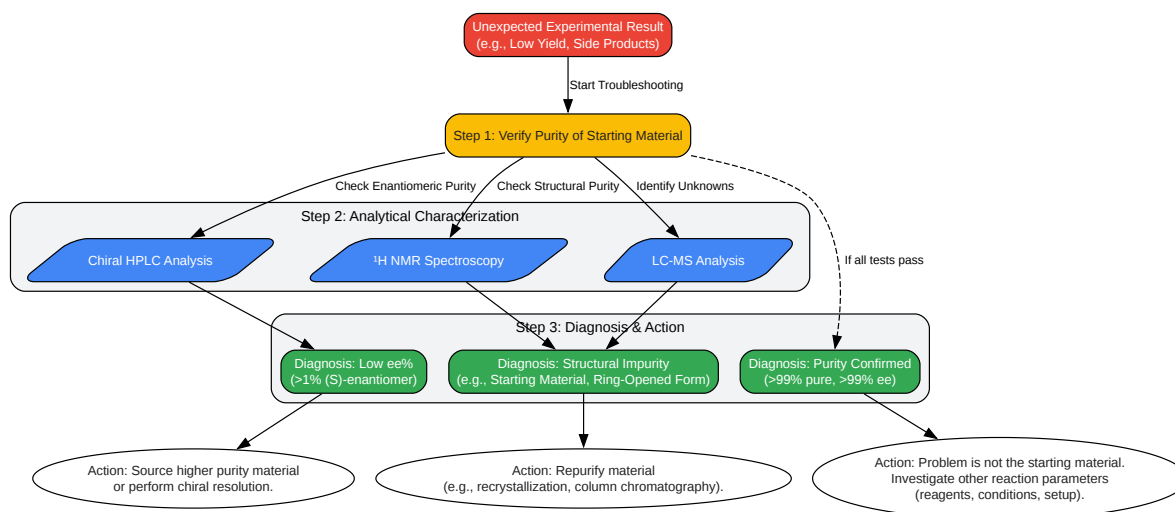 Unexpected Experimental Result
(e.g., Low Yield, Side Products)
Start Troubleshooting
Step 1: Verify Purity of Starting Material
Check Enantiomeric Purity
Check Structural Purity
Identify Unknowns
Step 2: Analytical Characterization
Chiral HPLC Analysis
¹H NMR Spectroscopy
LC-MS Analysis
If all tests pass
Step 3: Diagnosis & Action
Diagnosis: Low ee%
(>1% (S)-enantiomer)
Diagnosis: Structural Impurity
(e.g., Starting Material, Ring-Opened Form)
Diagnosis: Purity Confirmed
(>99% pure, >99% ee)
Action: Source higher purity material
or perform chiral resolution.
Action: Repurify material
(e.g., recrystallization, column chromatography).
Action: Problem is not the starting material.
Investigate other reaction parameters
(reagents, conditions, setup).